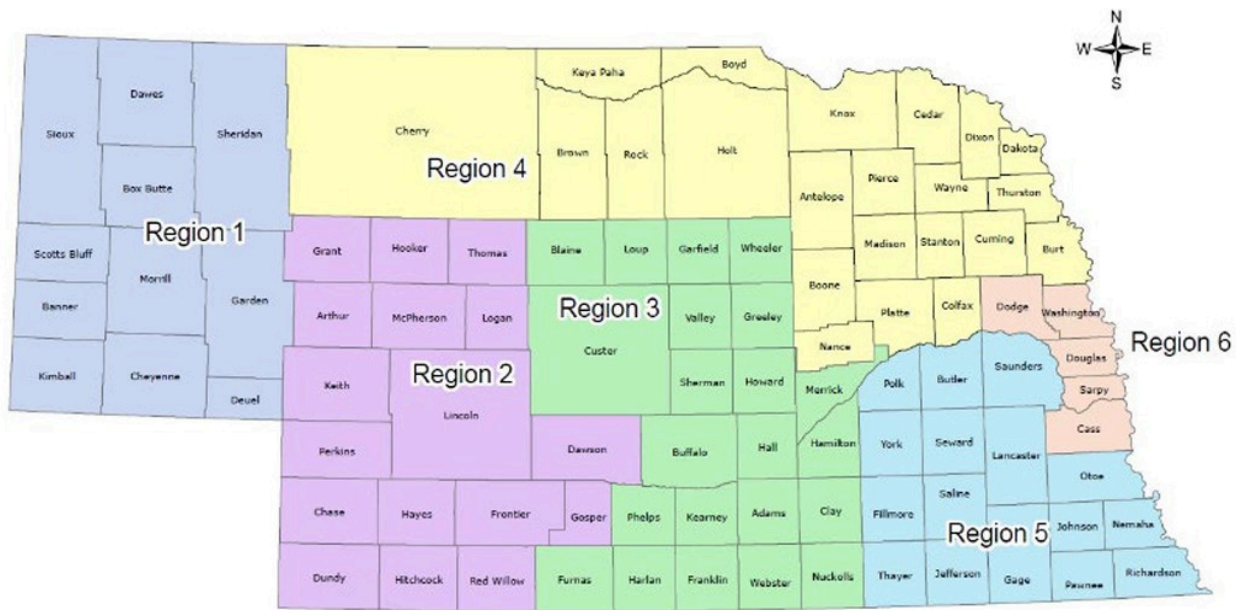 N
W E
S
Sioux
Dawes
Sheridan
Box Butte
Region 1
Scotts Bluff
Morrill
Garden
Banner
Kimball
Cheyenne
Deuel
Cherry
Region 4
Keya Paha
Boyd
Brown
Rock
Holt
Knox
Cedar
Dixon
Dakota
Antelope
Pierce
Wayne
Thurston
Madison
Stanton
Cuming
Burt
Boone
Platte
Colfax
Nance
Grant
Hooker
Thomas
Arthur
McPherson
Logan
Keith
Region 2
Lincoln
Perkins
Dawson
Chase
Hayes
Frontier
Gosper
Dundy
Hitchcock
Red Willow
Blaine
Loup
Garfield
Wheeler
Region 3
Custer
Valley
Greeley
Sherman
Howard
Merrick
Buffalo
Hall
Hamilton
Phelps
Kearney
Adams
Clay
Furnas
Harlan
Franklin
Webster
Nuckolls
Dodge
Washington
Region 6
Douglas
Sarpy
Cass
Polk
Butler
Saunders
York
Seward
Lancaster
Otoe
Fillmore
Saline
Region 5
Johnson
Nemaha
Thayer
Jefferson
Gage
Pawnee
Richardson